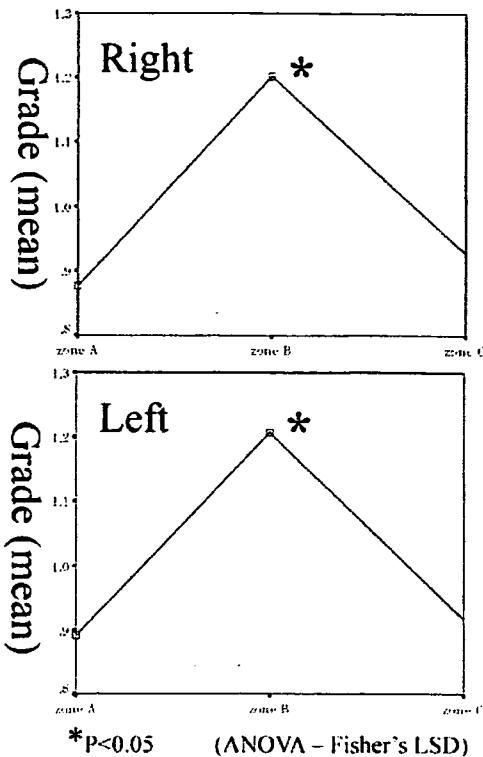 1.3
Right *
1.2
1.1
Grade (mean)
1.0
.9
.8
zone A zone B zone C
1.3
Left *
1.2
1.1
Grade (mean)
1.0
.9
.8
zone A zone B zone C
*P<0.05 (ANOVA – Fisher's LSD)